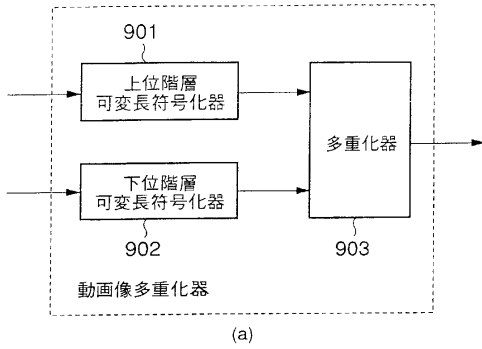 901
上位階層
可変長符号化器
多重化器
下位階層
可変長符号化器
902
903
動画像多重化器
(a)